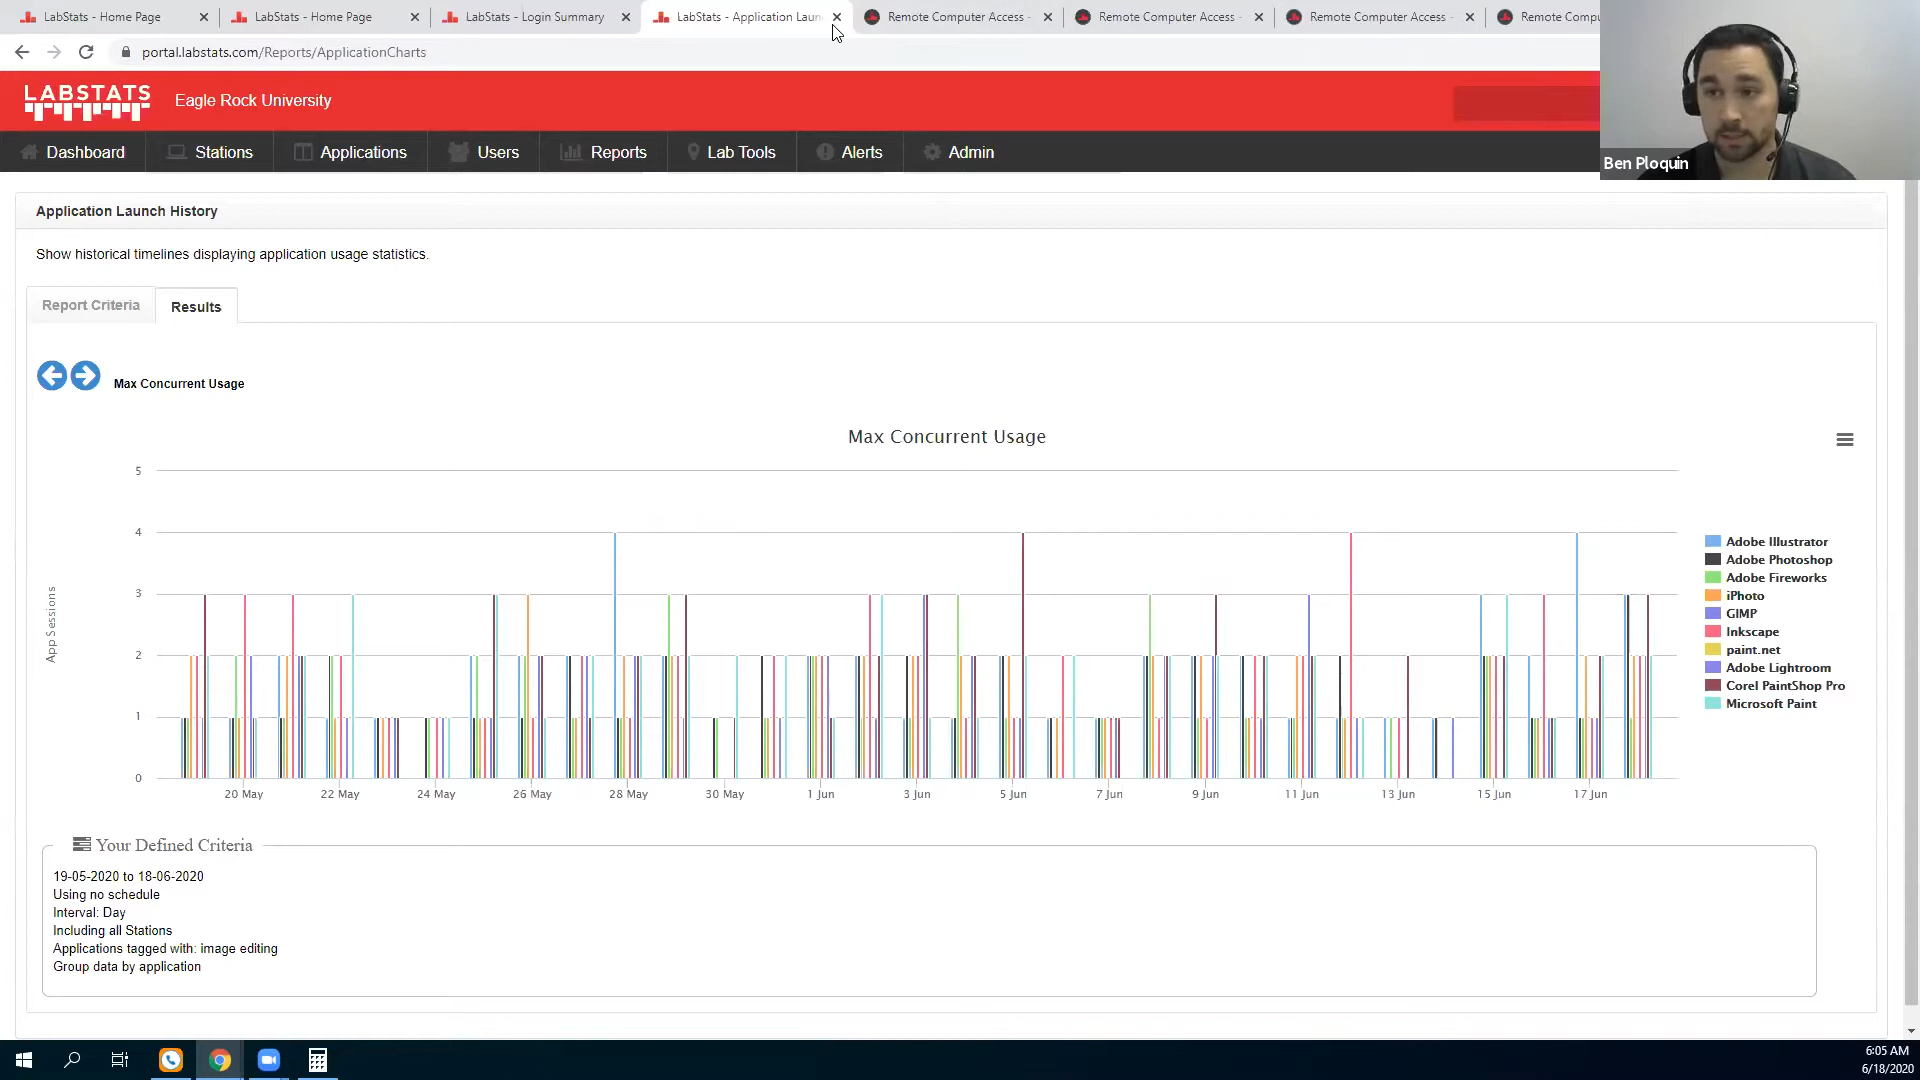 LabStats - Home Page
LabStats - Home Page
LabStats - Login Summary
LabStats - Application Laun
Remote Computer Access -
Remote Computer Access -
Remote Computer Access -
Remote Compu
portal.labstats.com/Reports/ApplicationCharts
LABSTATS
Eagle Rock University
Dashboard
Stations
Applications
Users
Reports
Lab Tools
Alerts
Admin
Ben Ploquin
Application Launch History
Show historical timelines displaying application usage statistics.
Report Criteria
Results
Max Concurrent Usage
Max Concurrent Usage
App Sessions
5
4
3
2
1
0
20 May 22 May 24 May 26 May 28 May 30 May 1 Jun 3 Jun 5 Jun 7 Jun 9 Jun 11 Jun 13 Jun 15 Jun 17 Jun
Adobe Illustrator
Adobe Photoshop
Adobe Fireworks
iPhoto
GIMP
Inkscape
paint.net
Adobe Lightroom
Corel PaintShop Pro
Microsoft Paint
Your Defined Criteria
19-05-2020 to 18-06-2020
Using no schedule
Interval: Day
Including all Stations
Applications tagged with: image editing
Group data by application
6:05 AM
6/18/2020